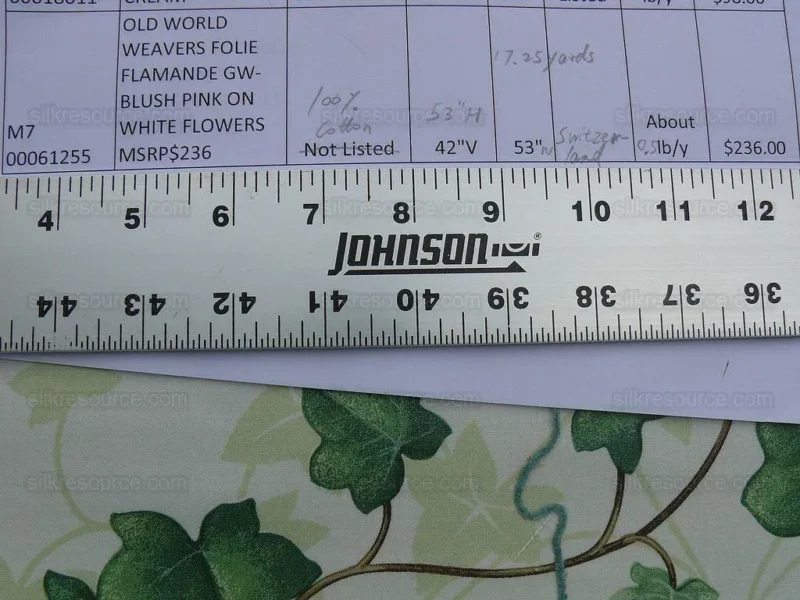 OLD WORLD
WEAVERS FOLIE
FLAMANDE GW-
BLUSH PINK ON
WHITE FLOWERS
MSRP$236
M7
00061255
100%
Cotton
Not Listed
53"H
42"V
17.25 yards
53"W
Switzer-
land
About
0.5lb/y
$236.00
4 5 6 7 8 9 10 11 12
JOHNSON®
44 43 42 41 40 39 38 37 36
silkresource.com